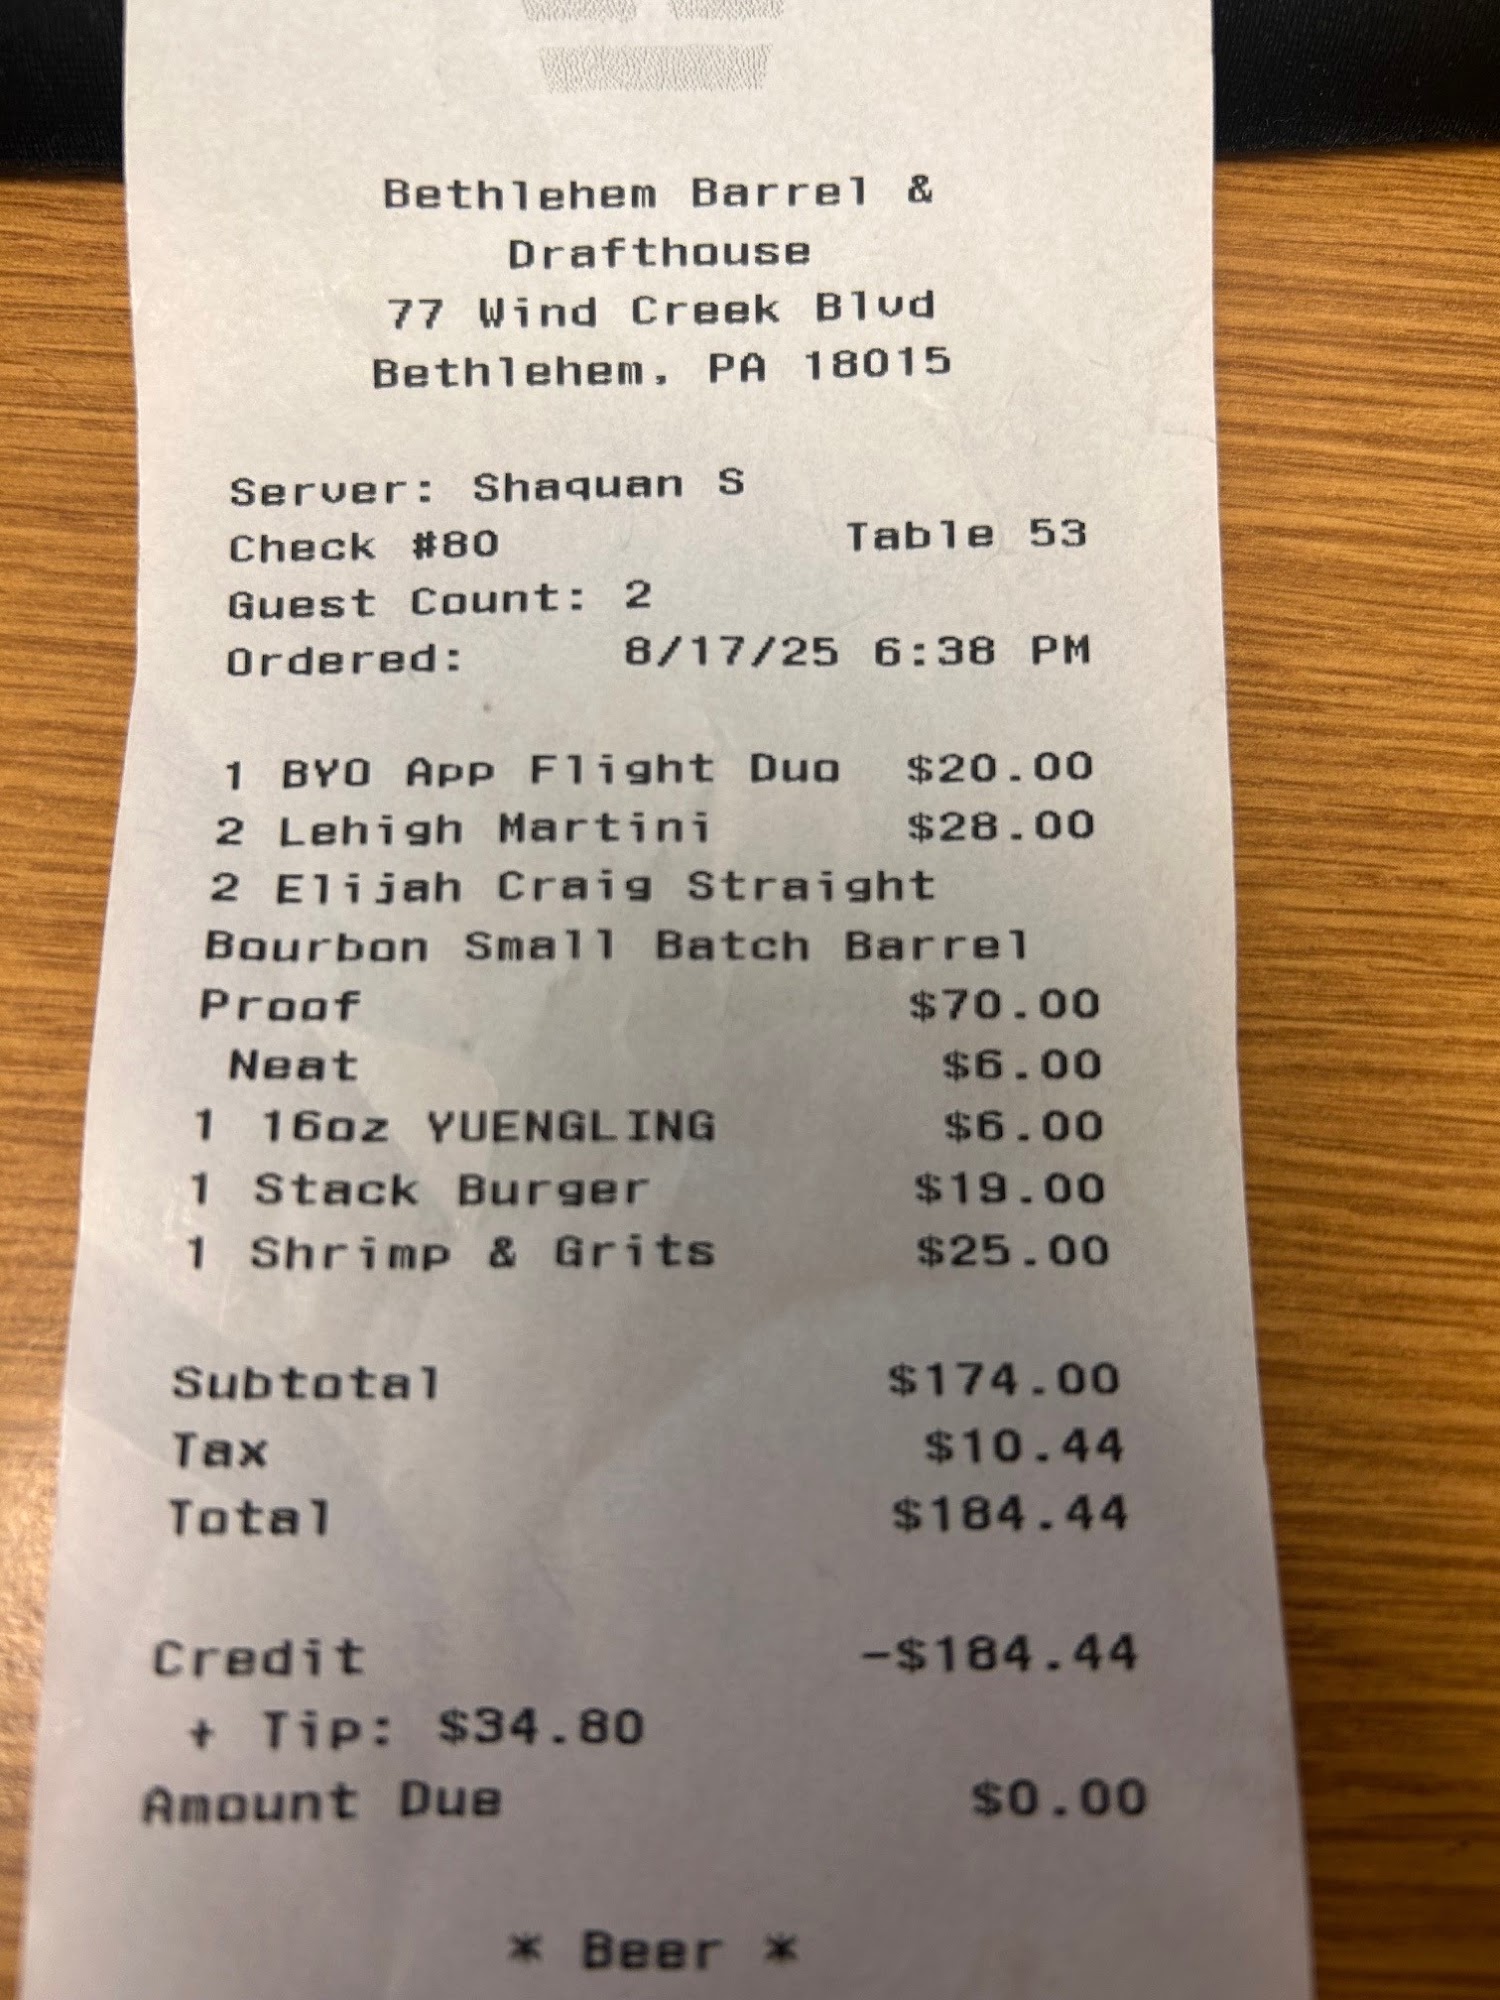 Bethlehem Barrel &
Drafthouse
77 Wind Creek Blvd
Bethlehem, PA 18015
Server: Shaquan S
Check #80 Table 53
Guest Count: 2
Ordered: 8/17/25 6:38 PM
1 BYO App Flight Duo $20.00
2 Lehigh Martini $28.00
2 Elijah Craig Straight
Bourbon Small Batch Barrel
Proof $70.00
Neat $6.00
1 16oz YUENGLING $6.00
1 Stack Burger $19.00
1 Shrimp & Grits $25.00
Subtotal $174.00
Tax $10.44
Total $184.44
Credit -$184.44
+ Tip: $34.80
Amount Due $0.00
* Beer *